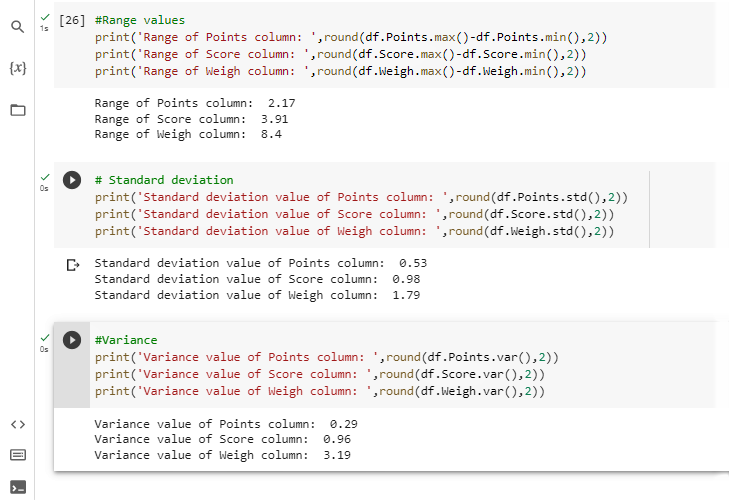 [26] #Range values
1s
print('Range of Points column: ',round(df.Points.max()-df.Points.min(),2))
print('Range of Score column: ',round(df.Score.max()-df.Score.min(),2))
{x}
print('Range of Weigh column: ',round(df.Weigh.max()-df.Weigh.min(),2))
Range of Points column:  2.17
Range of Score column:  3.91
Range of Weigh column:  8.4
# Standard deviation
0s
print('Standard deviation value of Points column: ',round(df.Points.std(),2))
print('Standard deviation value of Score column: ',round(df.Score.std(),2))
print('Standard deviation value of Weigh column: ',round(df.Weigh.std(),2))
Standard deviation value of Points column:  0.53
Standard deviation value of Score column:  0.98
Standard deviation value of Weigh column:  1.79
#Variance
0s
print('Variance value of Points column: ',round(df.Points.var(),2))
print('Variance value of Score column: ',round(df.Score.var(),2))
print('Variance value of Weigh column: ',round(df.Weigh.var(),2))
Variance value of Points column:  0.29
Variance value of Score column:  0.96
Variance value of Weigh column:  3.19